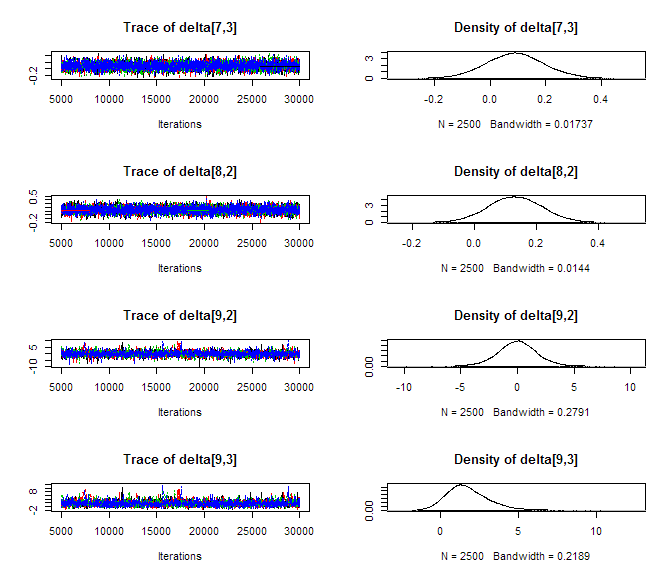 Trace of delta[7,3]
-0.2
5000 10000 15000 20000 25000 30000
Iterations
Density of delta[7,3]
0 3
-0.2 0.0 0.2 0.4
N = 2500 Bandwidth = 0.01737
Trace of delta[8,2]
-0.2 0.5
5000 10000 15000 20000 25000 30000
Iterations
Density of delta[8,2]
0 3
-0.2 0.0 0.2 0.4
N = 2500 Bandwidth = 0.0144
Trace of delta[9,2]
-10 5
5000 10000 15000 20000 25000 30000
Iterations
Density of delta[9,2]
0.00
-10 -5 0 5 10
N = 2500 Bandwidth = 0.2791
Trace of delta[9,3]
-2 8
5000 10000 15000 20000 25000 30000
Iterations
Density of delta[9,3]
0.00
0 5 10
N = 2500 Bandwidth = 0.2189